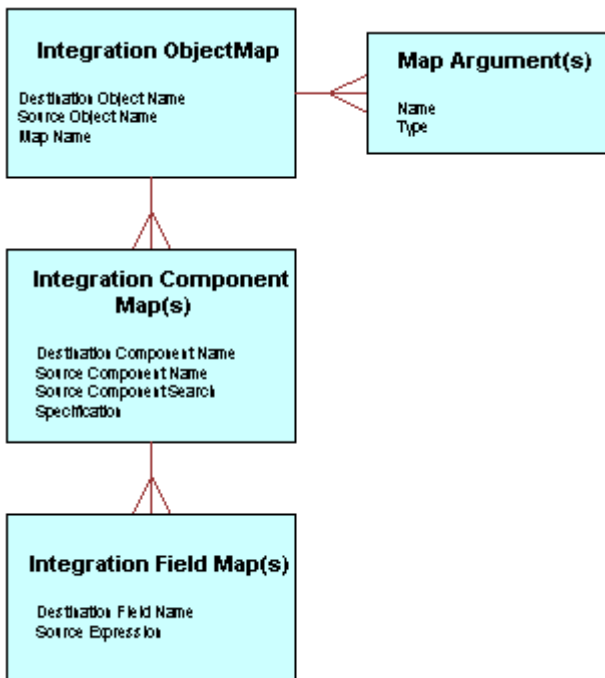 Integration ObjectMap
Destination Object Name
Source Object Name
Map Name
Map Argument(s)
Name
Type
Integration Component
Map(s)
Destination Component Name
Source Component Name
Source Component Search
Specification
Integration Field Map(s)
Destination Field Name
Source Expression